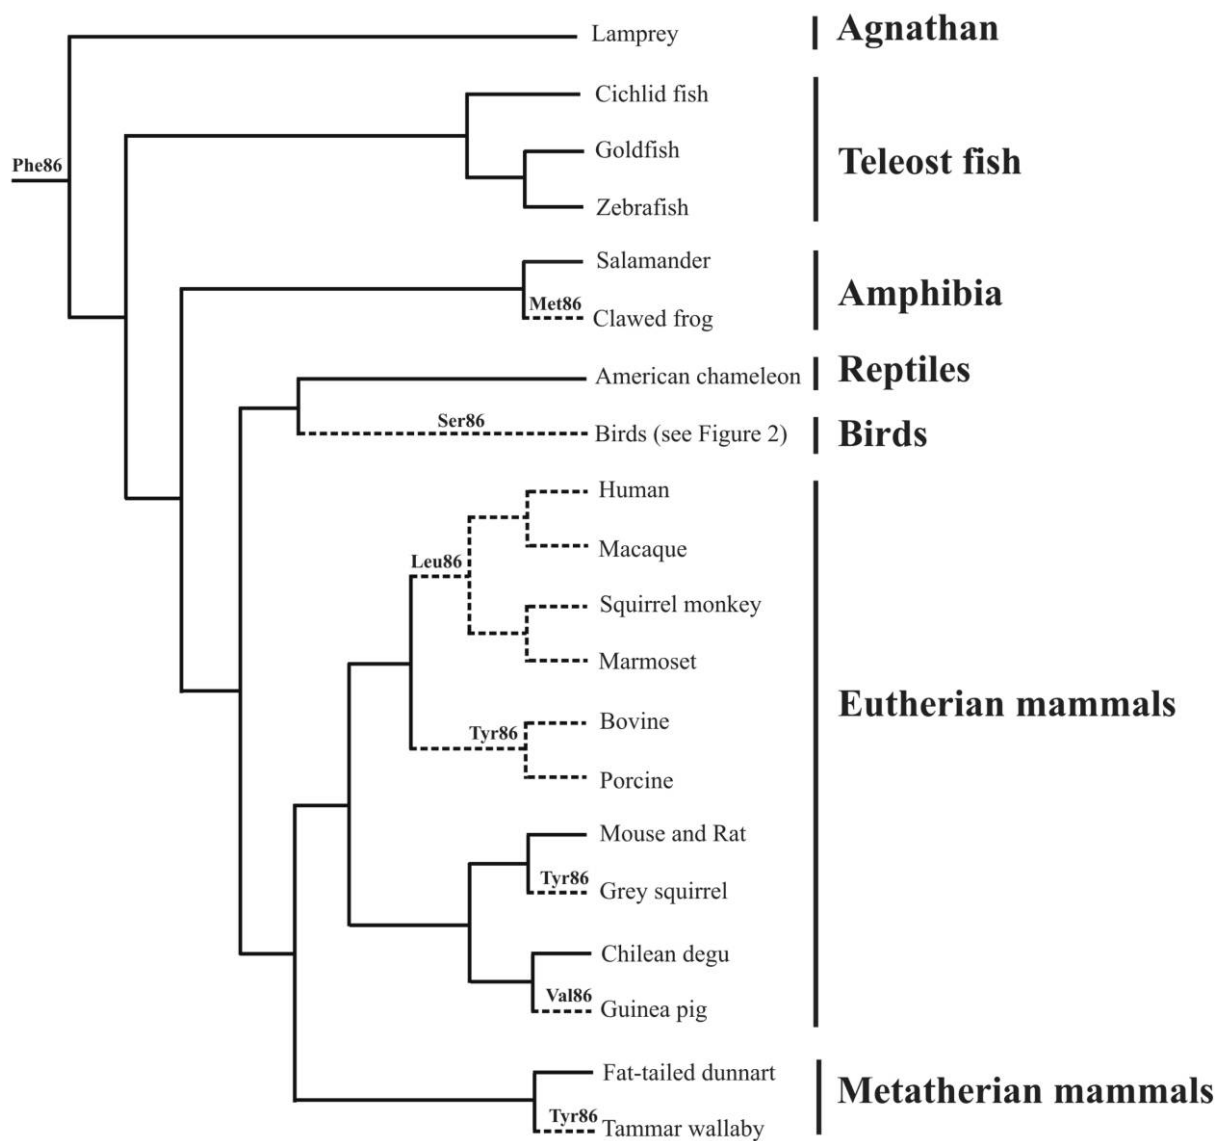 Lamprey
Agnathan
Cichlid fish
Phe86
Goldfish
Teleost fish
Zebrafish
Salamander
Amphibia
Met86
Clawed frog
American chameleon
Reptiles
Ser86
Birds (see Figure 2)
Birds
Human
Macaque
Leu86
Squirrel monkey
Marmoset
Eutherian mammals
Bovine
Tyr86
Porcine
Mouse and Rat
Tyr86
Grey squirrel
Chilean degu
Val86
Guinea pig
Fat-tailed dunnart
Metatherian mammals
Tyr86
Tammar wallaby